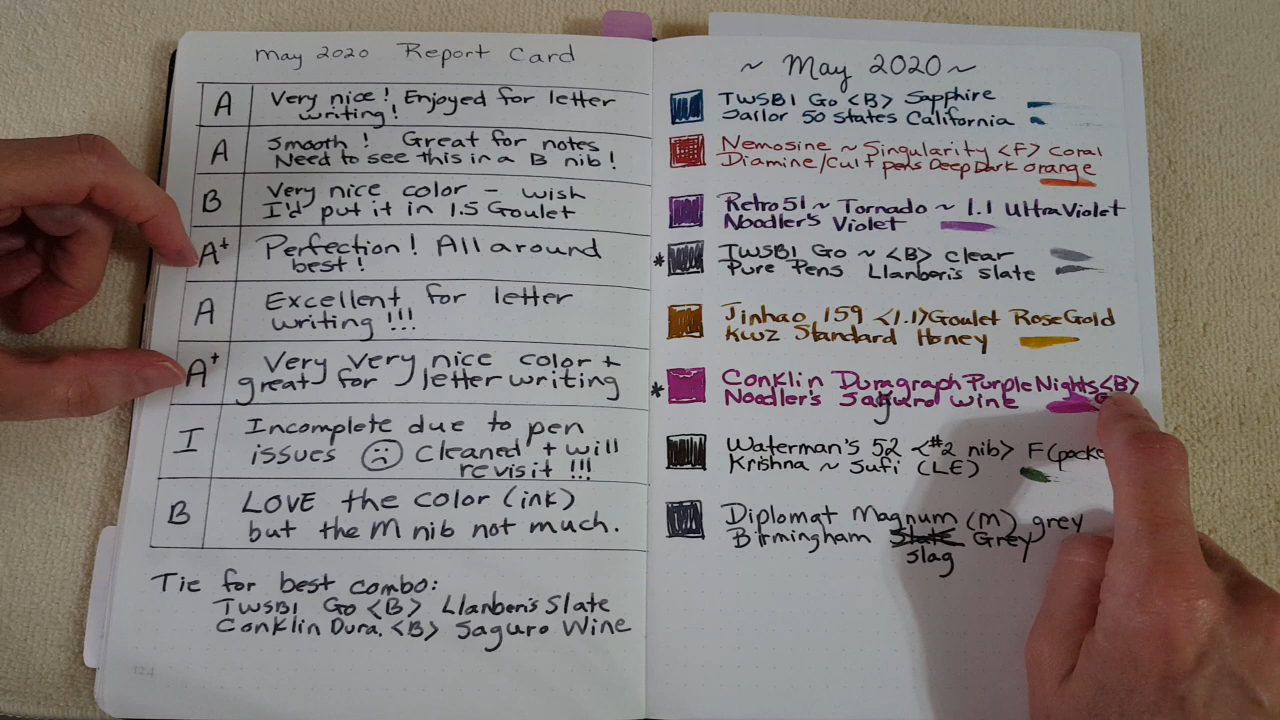 May 2020 Report Card
A Very nice! Enjoyed for letter
writing!
A Smooth! Great for notes
Need to see this in a B nib!
B Very nice color - wish
I'd put it in 1.5 Goulet
A+ Perfection! All around
best!
A Excellent for letter
writing!!!
A+ Very very nice color +
great for letter writing
I Incomplete due to pen
issues ☹ Cleaned + will
revisit!!!
B LOVE the color (ink)
but the M nib not much.
Tie for best combo:
TWSBI Go <B> Llanberis Slate
Conklin Dura. <B> Saguro Wine
124
~ May 2020 ~
TWSBI Go <B> Sapphire
Sailor 50 States California
Nemosine ~ Singularity <F> coral
Diamine/Cult pens Deep Dark orange
Retro 51 ~ Tornado ~ 1.1 UltraViolet
Noodler's Violet
* TWSBI Go ~ <B> clear
Pure Pens Llanberis slate
Jinhao 159 <1.1> Goulet Rose Gold
KWZ Standard Honey
* Conklin Duragraph Purple Nights <B>
Noodler's Saguro wine
Waterman's 52 <#2 nib> F
Krishna ~ Sufi (LE)
Diplomat Magnum (M) grey
Birmingham Slate Grey
slag